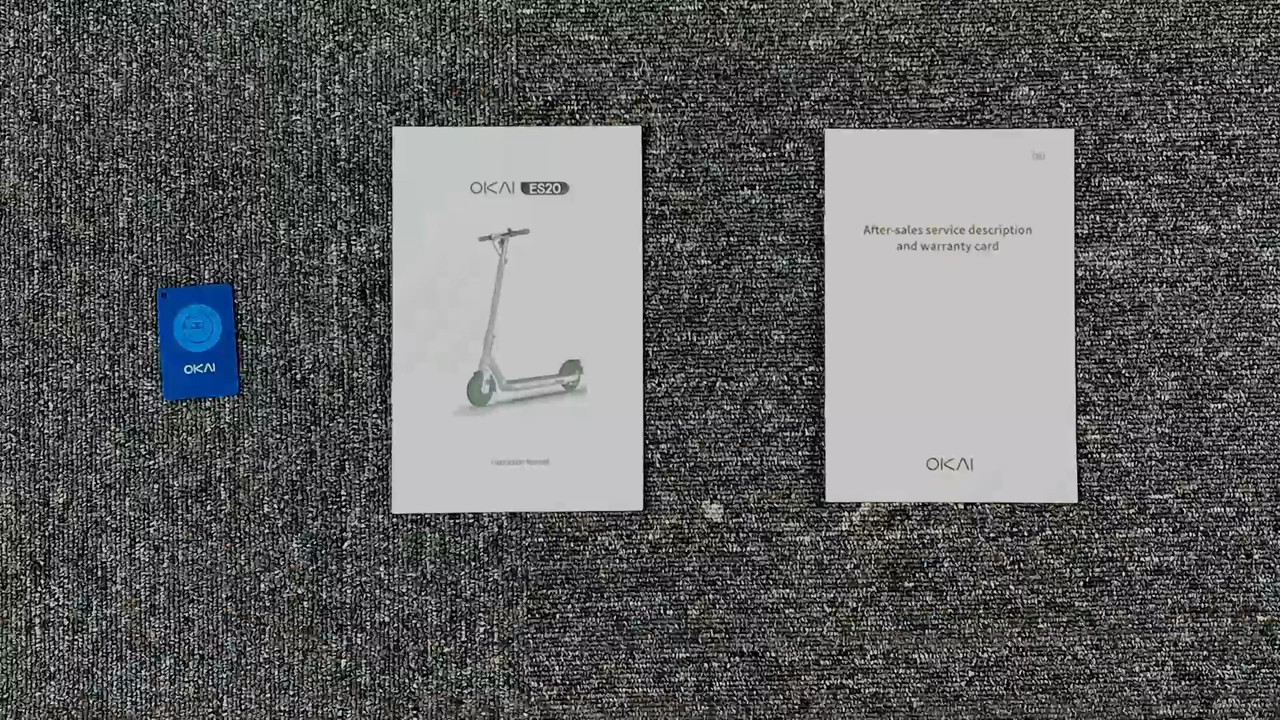 OKAI
OKAI ES20
After-sales service description
and warranty card
OKAI